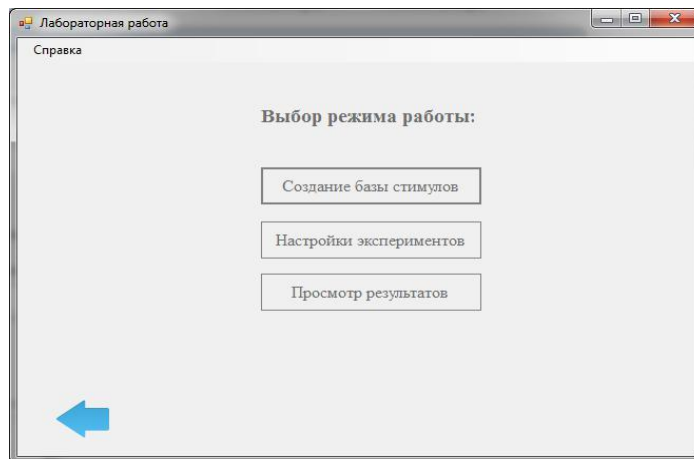 Лабораторная работа
Справка
Выбор режима работы:
Создание базы стимулов
Настройки экспериментов
Просмотр результатов